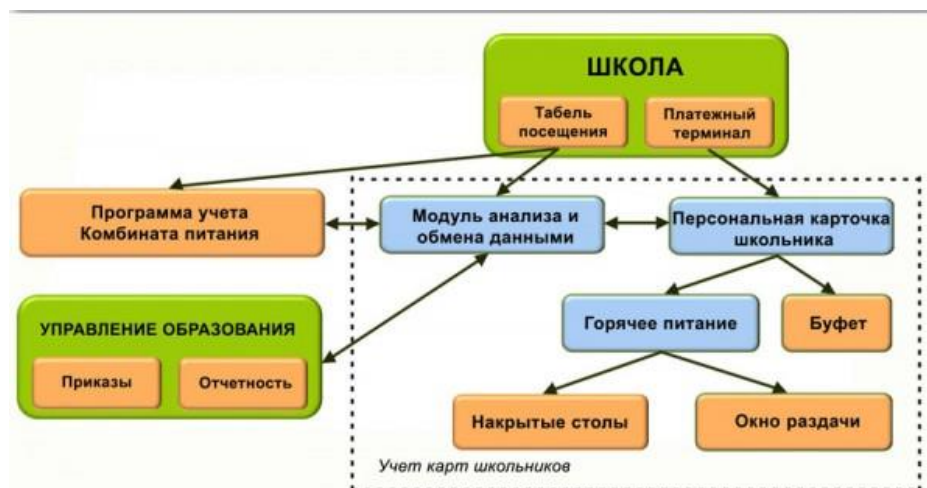 ШКОЛА
Табель
посещения
Платежный
терминал
Программа учета
Комбината питания
Модуль анализа и
обмена данными
Персональная карточка
школьника
УПРАВЛЕНИЕ ОБРАЗОВАНИЯ
Приказы
Отчетность
Горячее питание
Буфет
Накрытые столы
Окно раздачи
Учет карт школьников